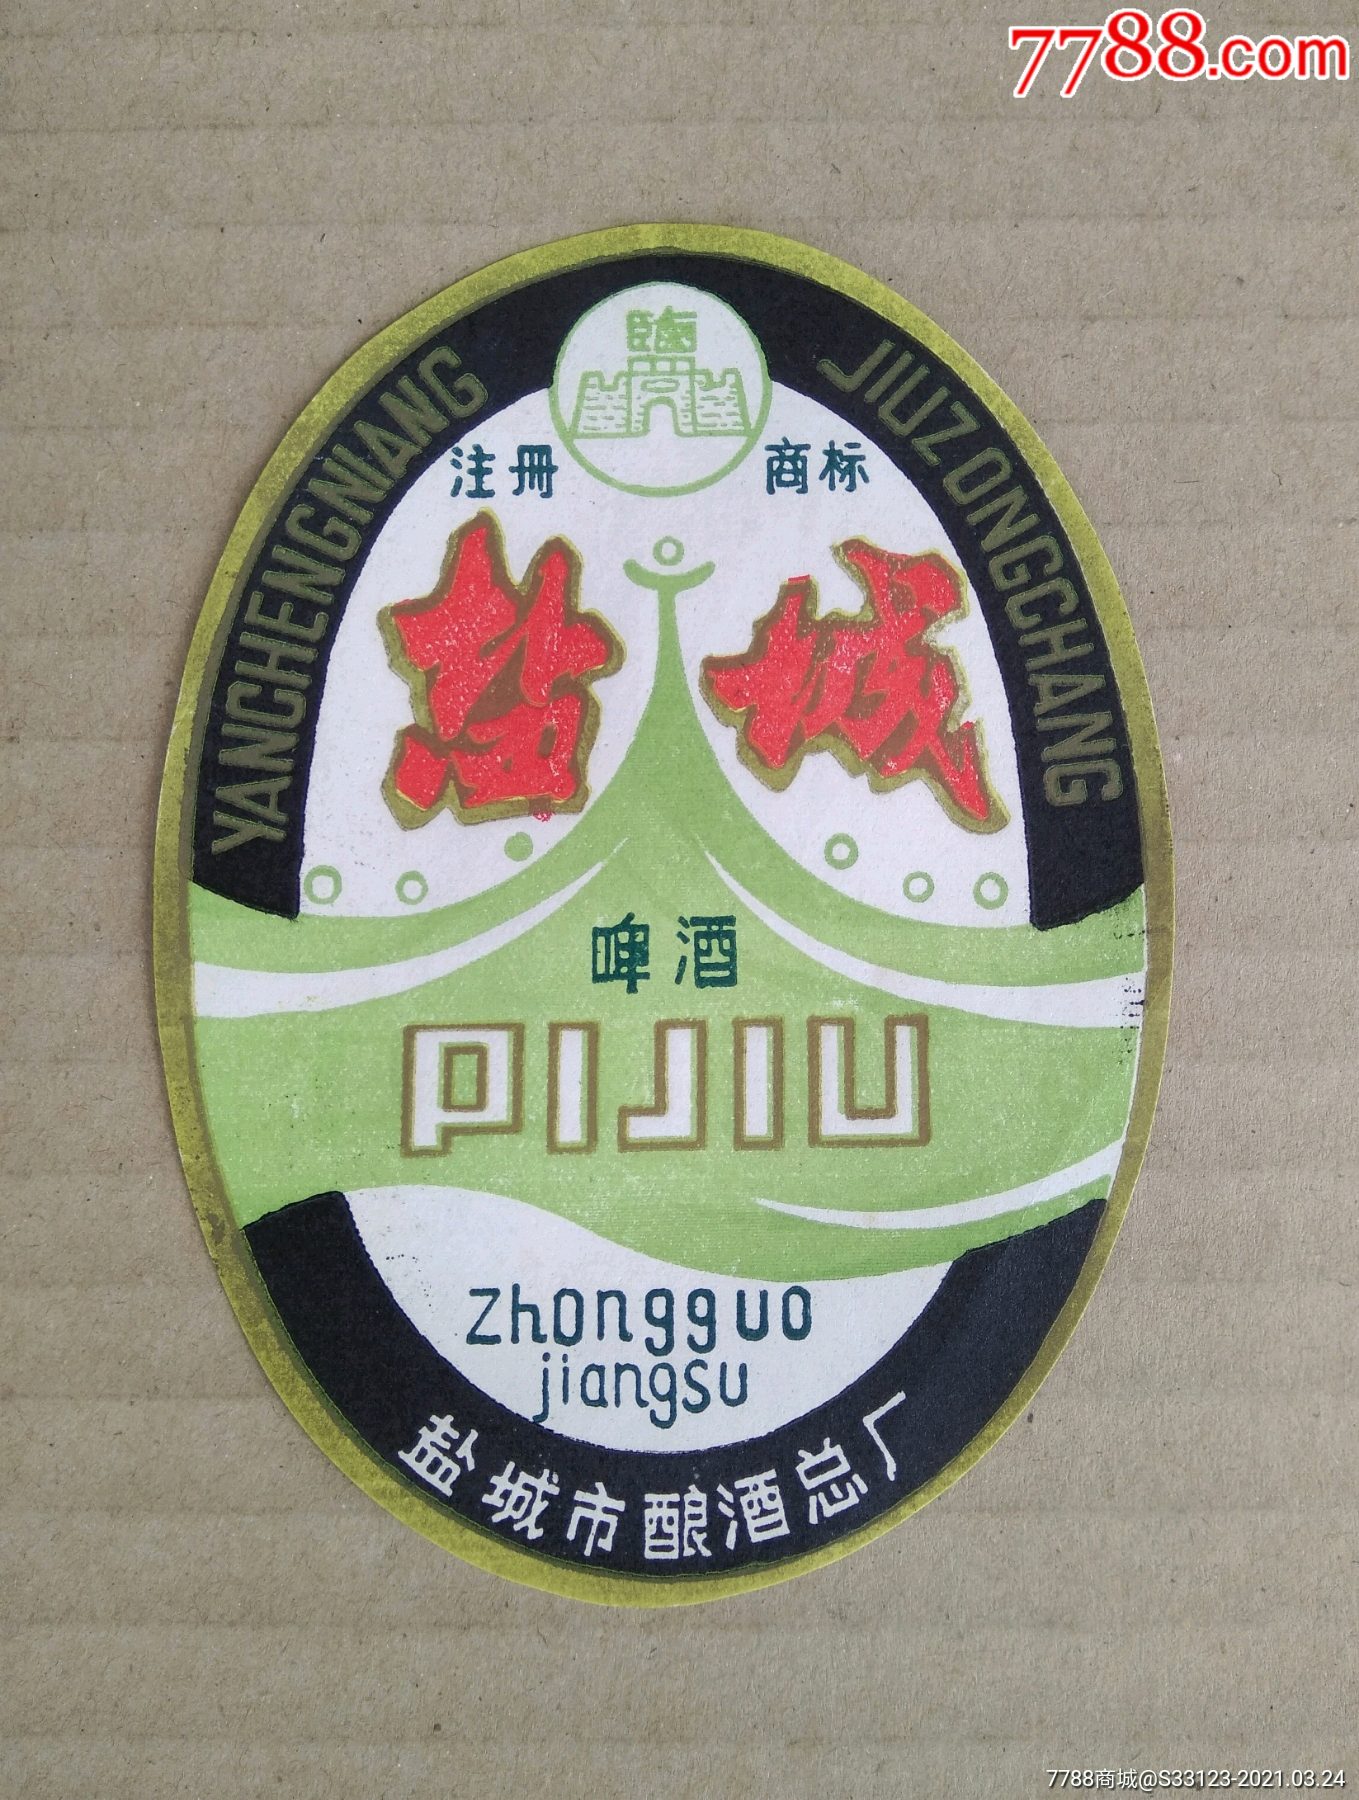 7788.com
鹽
YANCHENGNIANG JIUZONGCHANG
注册 商标
盐城
啤酒
PIJIU
zhongguo
jiangsu
盐城市酿酒总厂
7788商城@S33123-2021.03.24